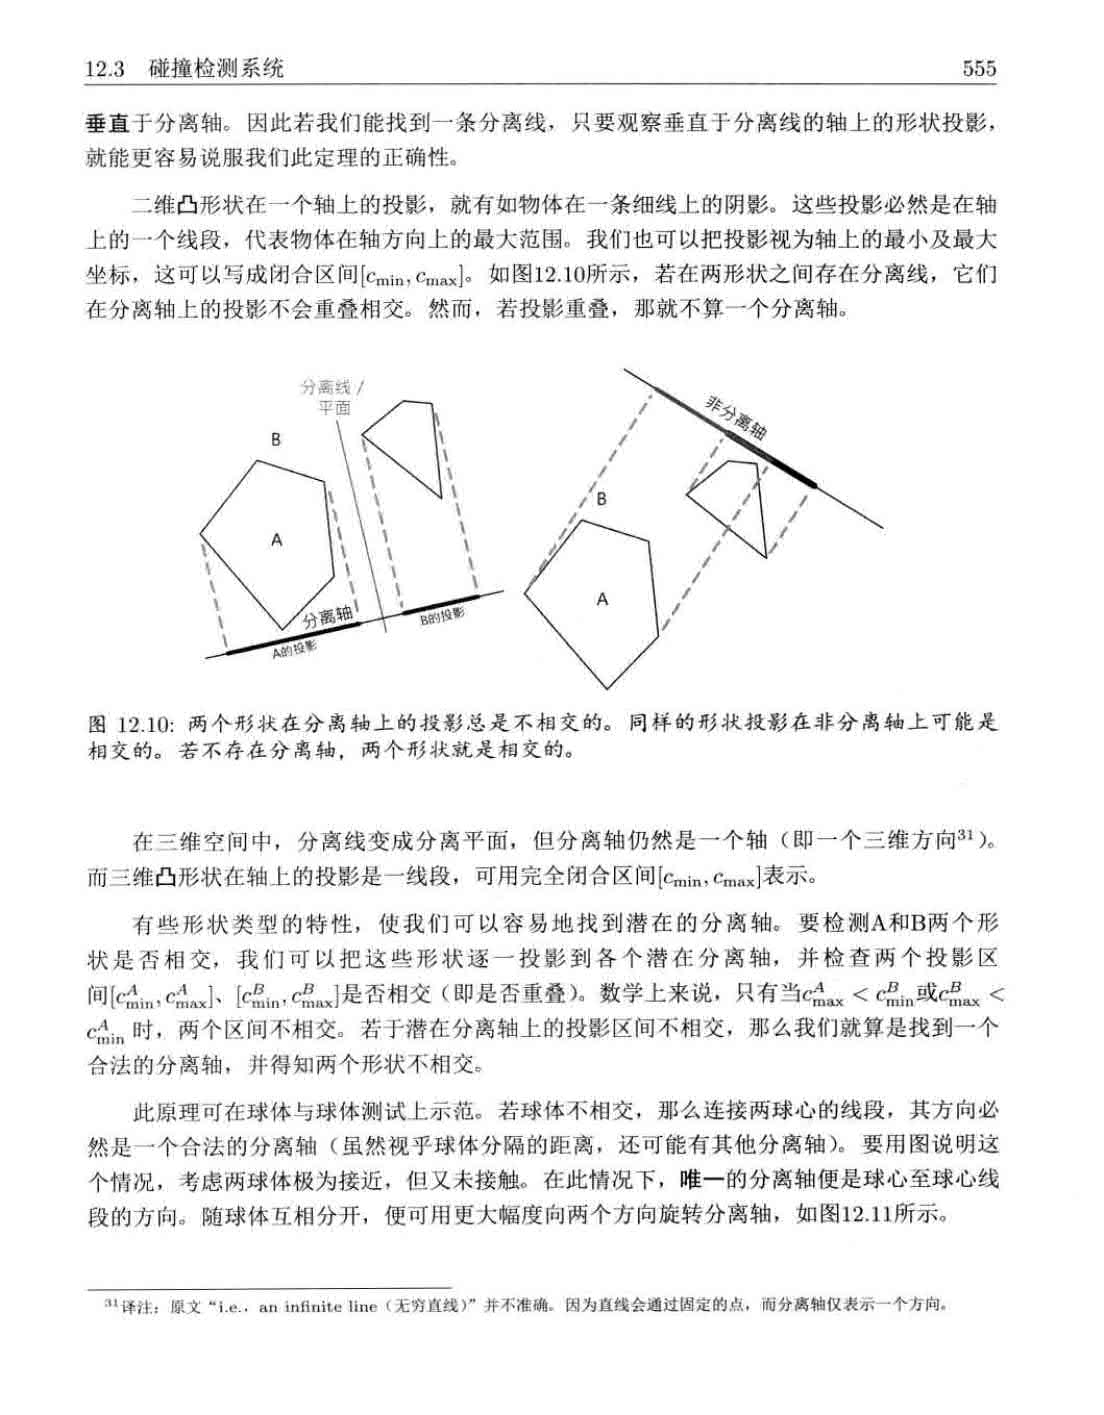 12.3 碰撞检测系统 555
垂直于分离轴。因此若我们能找到一条分离线，只要观察垂直于分离线的轴上的形状投影，
就能更容易说服我们此定理的正确性。
二维凸形状在一个轴上的投影，就有如物体在一条细线上的阴影。这些投影必然是在轴
上的一个线段，代表物体在轴方向上的最大范围。我们也可以把投影视为轴上的最小及最大
坐标，这可以写成闭合区间[cmin, cmax]。如图12.10所示，若在两形状之间存在分离线，它们
在分离轴上的投影不会重叠相交。然而，若投影重叠，那就不算一个分离轴。
分离线 /
平面
B
A
分离轴
A的投影
B的投影
非分离轴
B
A
图 12.10: 两个形状在分离轴上的投影总是不相交的。同样的形状投影在非分离轴上可能是
相交的。若不存在分离轴，两个形状就是相交的。
在三维空间中，分离线变成分离平面，但分离轴仍然是一个轴（即一个三维方向31）。
而三维凸形状在轴上的投影是一线段，可用完全闭合区间[cmin, cmax]表示。
有些形状类型的特性，使我们可以容易地找到潜在的分离轴。要检测A和B两个形
状是否相交，我们可以把这些形状逐一投影到各个潜在分离轴，并检查两个投影区
间[c^A_min, c^A_max]、[c^B_min, c^B_max]是否相交（即是否重叠）。数学上来说，只有当c^A_max < c^B_min或c^B_max <
c^A_min 时，两个区间不相交。若于潜在分离轴上的投影区间不相交，那么我们就算是找到一个
合法的分离轴，并得知两个形状不相交。
此原理可在球体与球体测试上示范。若球体不相交，那么连接两球心的线段，其方向必
然是一个合法的分离轴（虽然视乎球体分隔的距离，还可能有其他分离轴）。要用图说明这
个情况，考虑两球体极为接近，但又未接触。在此情况下，唯一的分离轴便是球心至球心线
段的方向。随球体互相分开，便可用更大幅度向两个方向旋转分离轴，如图12.11所示。
31译注：原文“i.e., an infinite line（无穷直线）”并不准确。因为直线会通过固定的点，而分离轴仅表示一个方向。